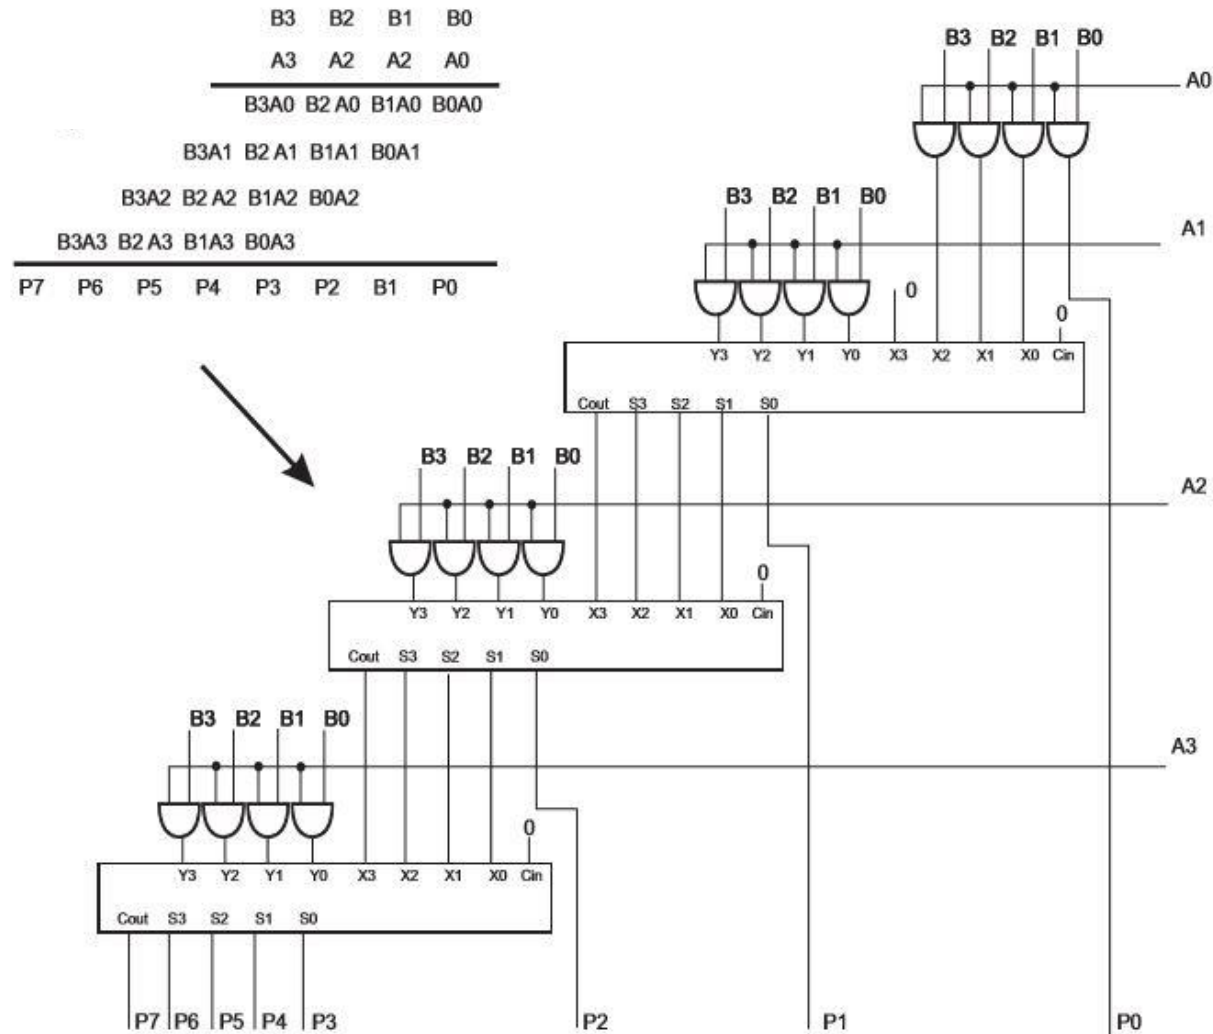 B3 B2 B1 B0
A3 A2 A2 A0
B3A0 B2 A0 B1A0 B0A0
B3A1 B2 A1 B1A1 B0A1
B3A2 B2 A2 B1A2 B0A2
B3A3 B2 A3 B1A3 B0A3
P7 P6 P5 P4 P3 P2 B1 P0
B3 B2 B1 B0
A0
B3 B2 B1 B0
A1
0
0
Y3 Y2 Y1 Y0 X3 X2 X1 X0 Cin
Cout S3 S2 S1 S0
B3 B2 B1 B0
A2
0
Y3 Y2 Y1 Y0 X3 X2 X1 X0 Cin
Cout S3 S2 S1 S0
B3 B2 B1 B0
A3
0
Y3 Y2 Y1 Y0 X3 X2 X1 X0 Cin
Cout S3 S2 S1 S0
P7 P6 P5 P4 P3 P2 P1 P0